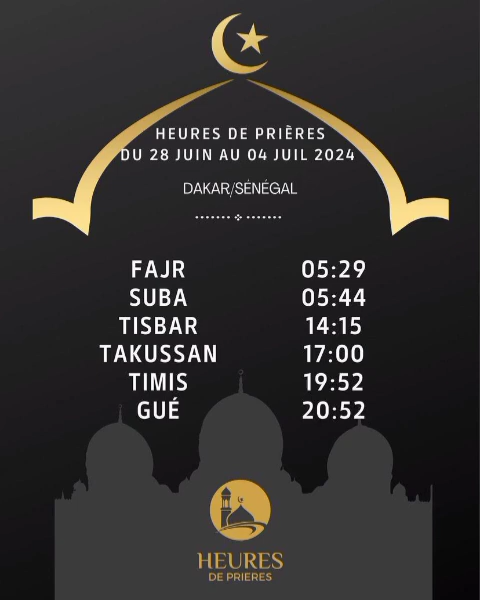 HEURES DE PRIÈRES
DU 28 JUIN AU 04 JUIL 2024
DAKAR/SÉNÉGAL
FAJR 05:29
SUBA 05:44
TISBAR 14:15
TAKUSSAN 17:00
TIMIS 19:52
GUÉ 20:52
HEURES
DE PRIERES